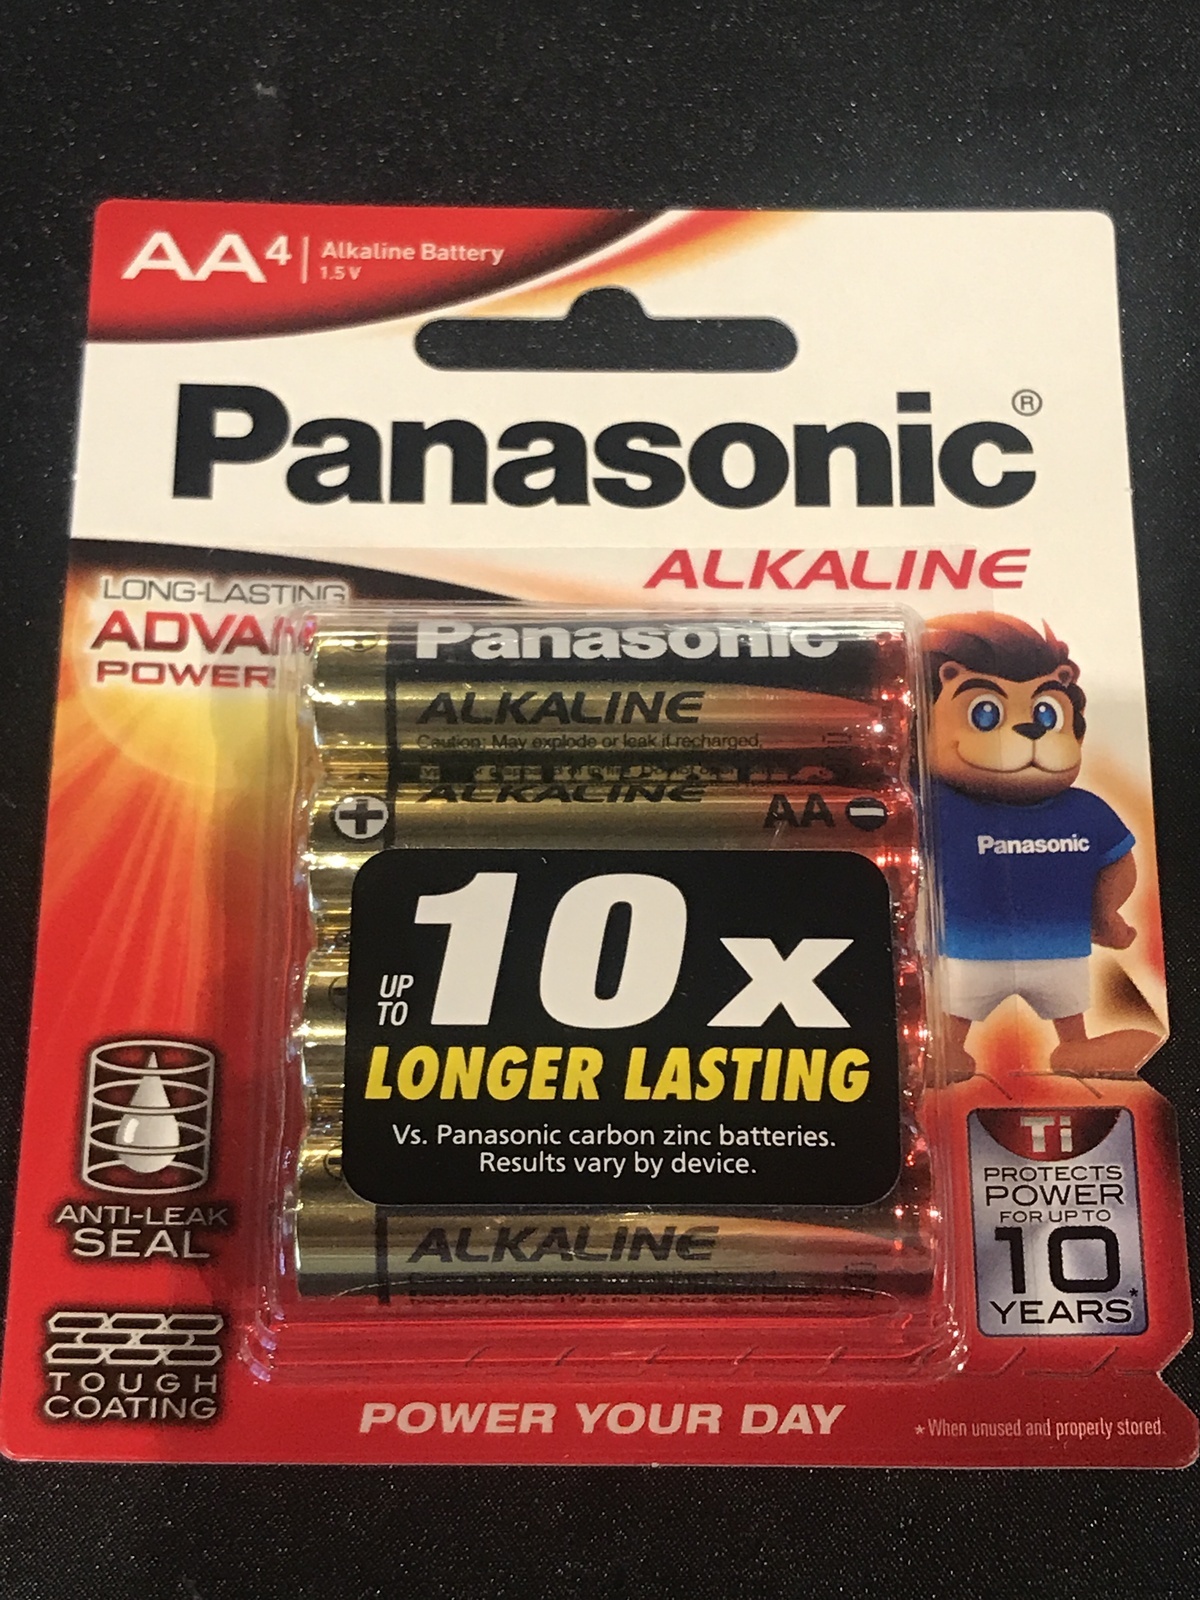 AA4 | Alkaline Battery
1.5 V
Panasonic®
ALKALINE
LONG-LASTING
POWER
Panasonic
ALKALINE
Caution: May explode or leak if recharged,
ALKALINE
AA
Panasonic
UP TO 10x
LONGER LASTING
Vs. Panasonic carbon zinc batteries.
Results vary by device.
ALKALINE
ANTI-LEAK
SEAL
TOUGH
COATING
Ti
PROTECTS
POWER
FOR UP TO
10
YEARS*
POWER YOUR DAY
*When unused and properly stored.